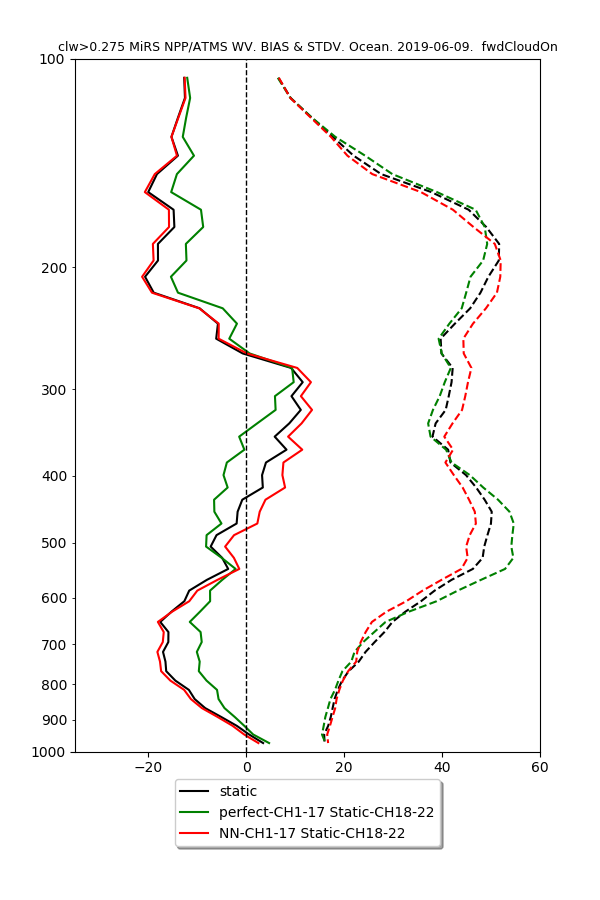 clw>0.275 MiRS NPP/ATMS WV. BIAS & STDV. Ocean. 2019-06-09.  fwdCloudOn
100
200
300
400
500
600
700
800
900
1000
−20 0 20 40 60
static
perfect-CH1-17 Static-CH18-22
NN-CH1-17 Static-CH18-22